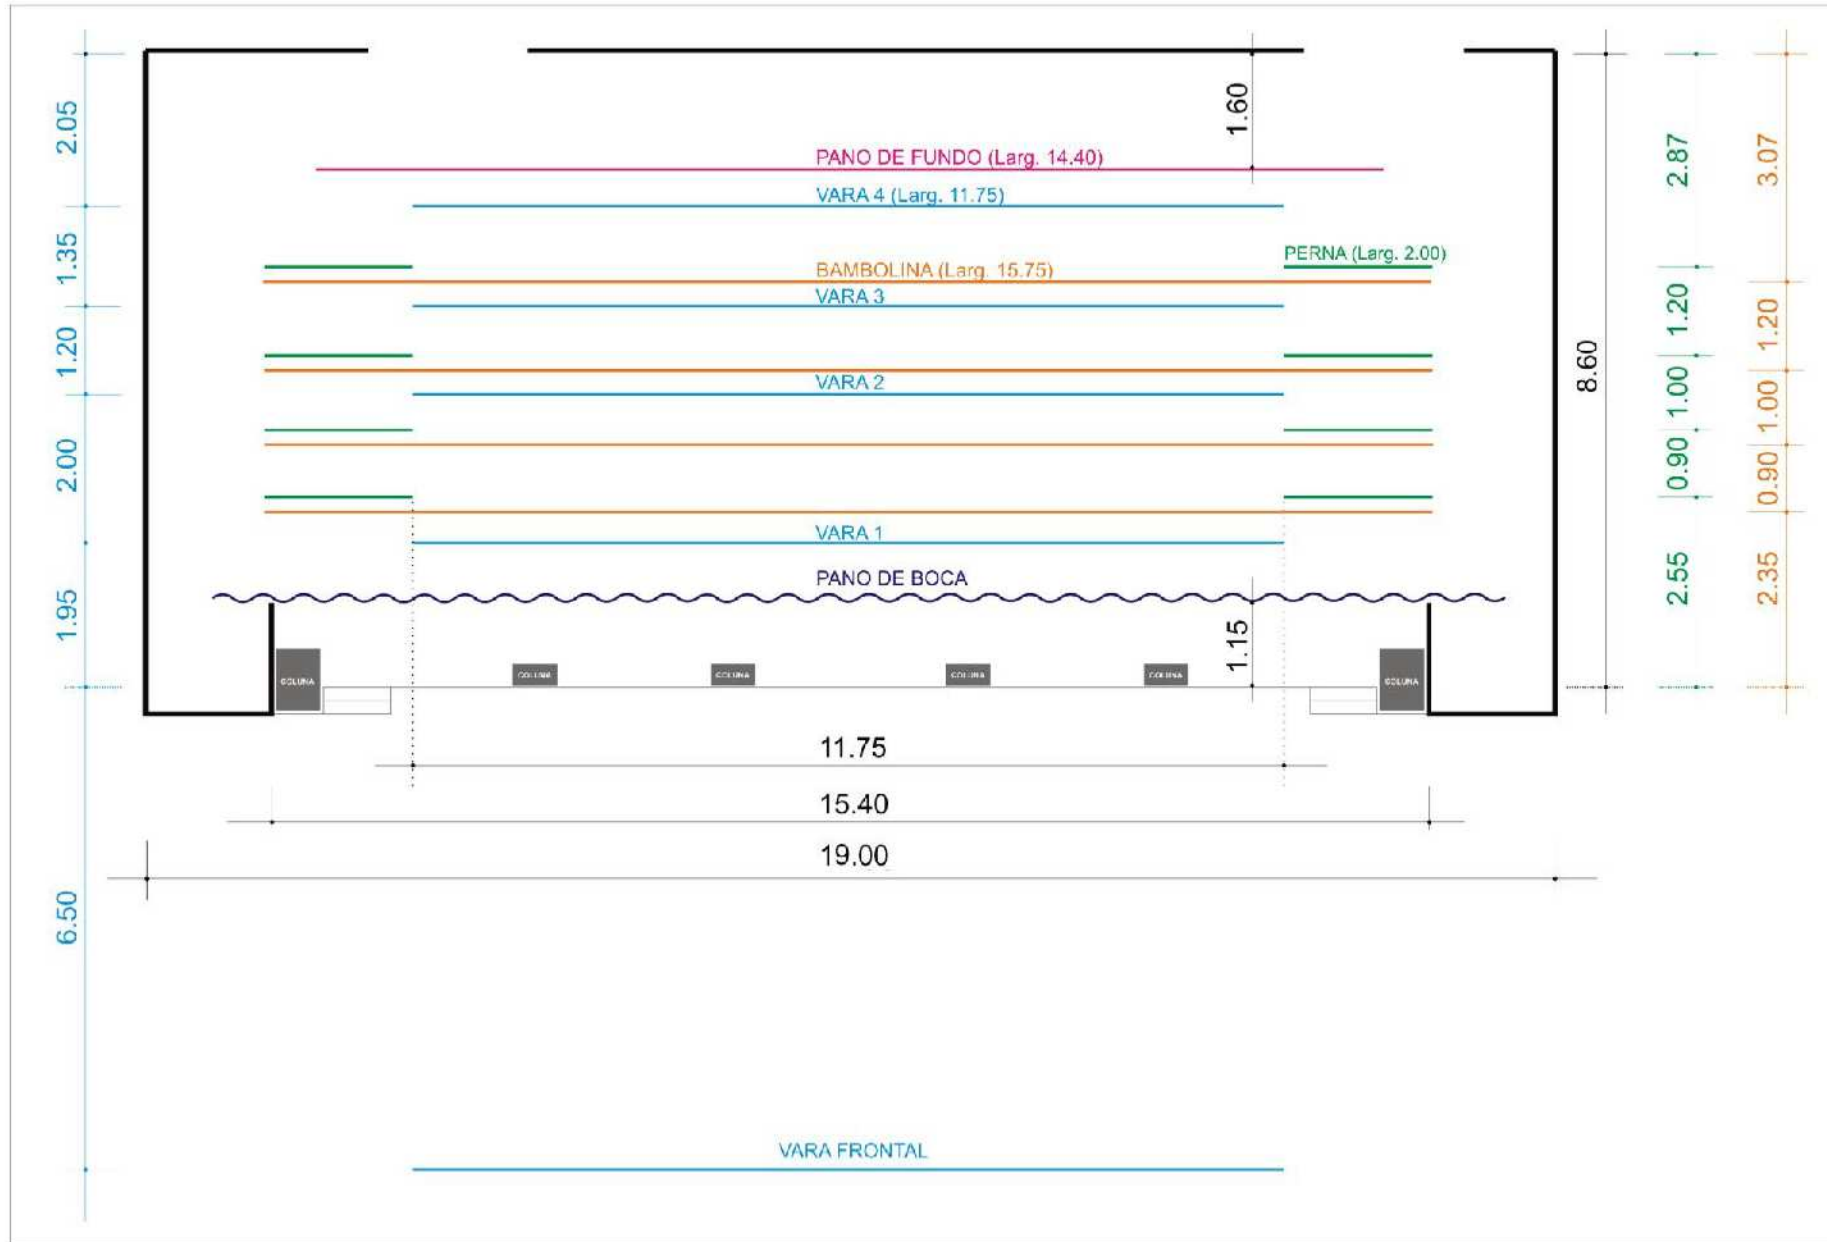 2.05
1.60
PANO DE FUNDO (Larg. 14.40)
2.87
3.07
VARA 4 (Larg. 11.75)
1.35
PERNA (Larg. 2.00)
BAMBOLINA (Larg. 15.75)
VARA 3
1.20
1.20
1.20
8.60
VARA 2
1.00
1.00
2.00
0.90
0.90
VARA 1
PANO DE BOCA
2.55
2.35
1.95
1.15
COLUNA
COLUNA
COLUNA
COLUNA
COLUNA
COLUNA
11.75
15.40
19.00
6.50
VARA FRONTAL